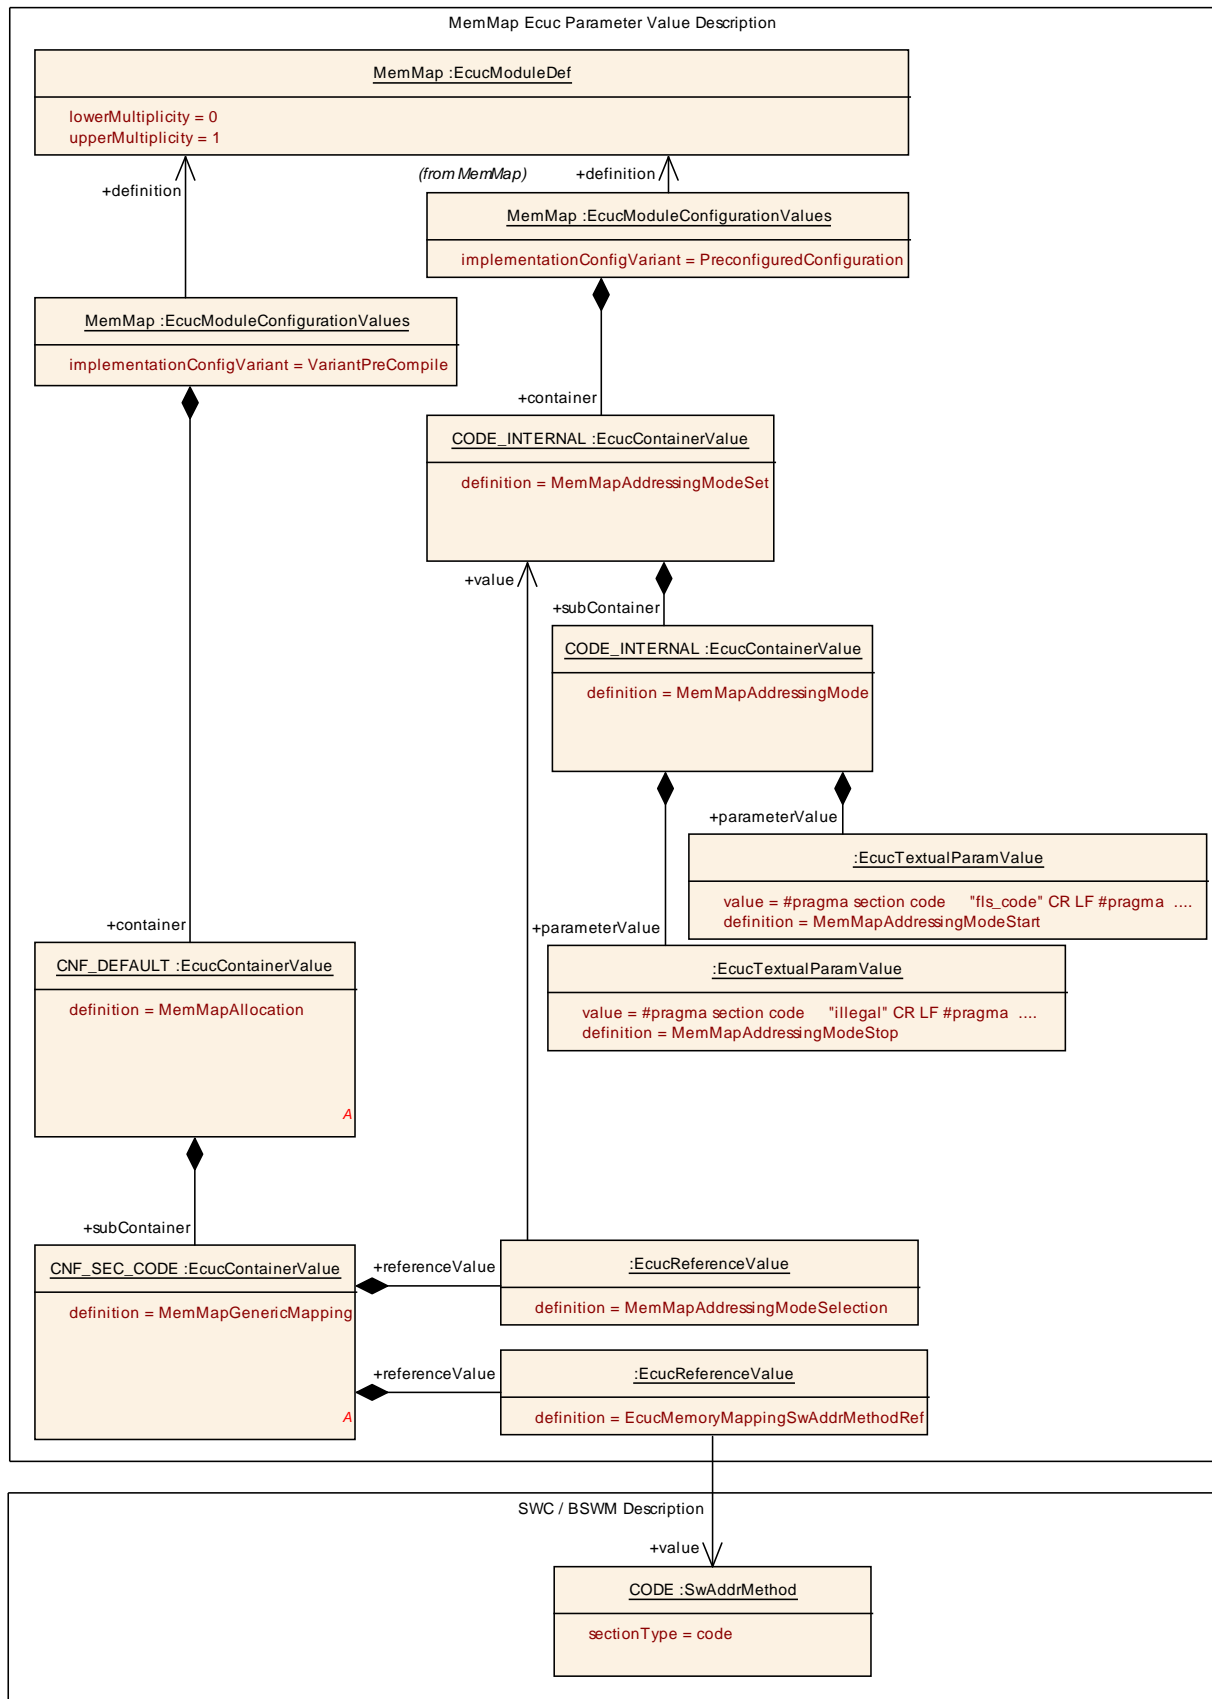 MemMap Ecuc Parameter Value Description
MemMap :EcucModuleDef
lowerMultiplicity = 0
upperMultiplicity = 1
(from MemMap)
+definition
+definition
MemMap :EcucModuleConfigurationValues
implementationConfigVariant = PreconfiguredConfiguration
MemMap :EcucModuleConfigurationValues
implementationConfigVariant = VariantPreCompile
+container
CODE_INTERNAL :EcucContainerValue
definition = MemMapAddressingModeSet
+value
+subContainer
CODE_INTERNAL :EcucContainerValue
definition = MemMapAddressingMode
+parameterValue
:EcucTextualParamValue
value = #pragma section code "fls_code" CR LF #pragma ....
definition = MemMapAddressingModeStart
+parameterValue
:EcucTextualParamValue
value = #pragma section code "illegal" CR LF #pragma ....
definition = MemMapAddressingModeStop
+container
CNF_DEFAULT :EcucContainerValue
definition = MemMapAllocation
A
+subContainer
CNF_SEC_CODE :EcucContainerValue
definition = MemMapGenericMapping
A
+referenceValue
:EcucReferenceValue
definition = MemMapAddressingModeSelection
+referenceValue
:EcucReferenceValue
definition = EcucMemoryMappingSwAddrMethodRef
SWC / BSWM Description
+value
CODE :SwAddrMethod
sectionType = code